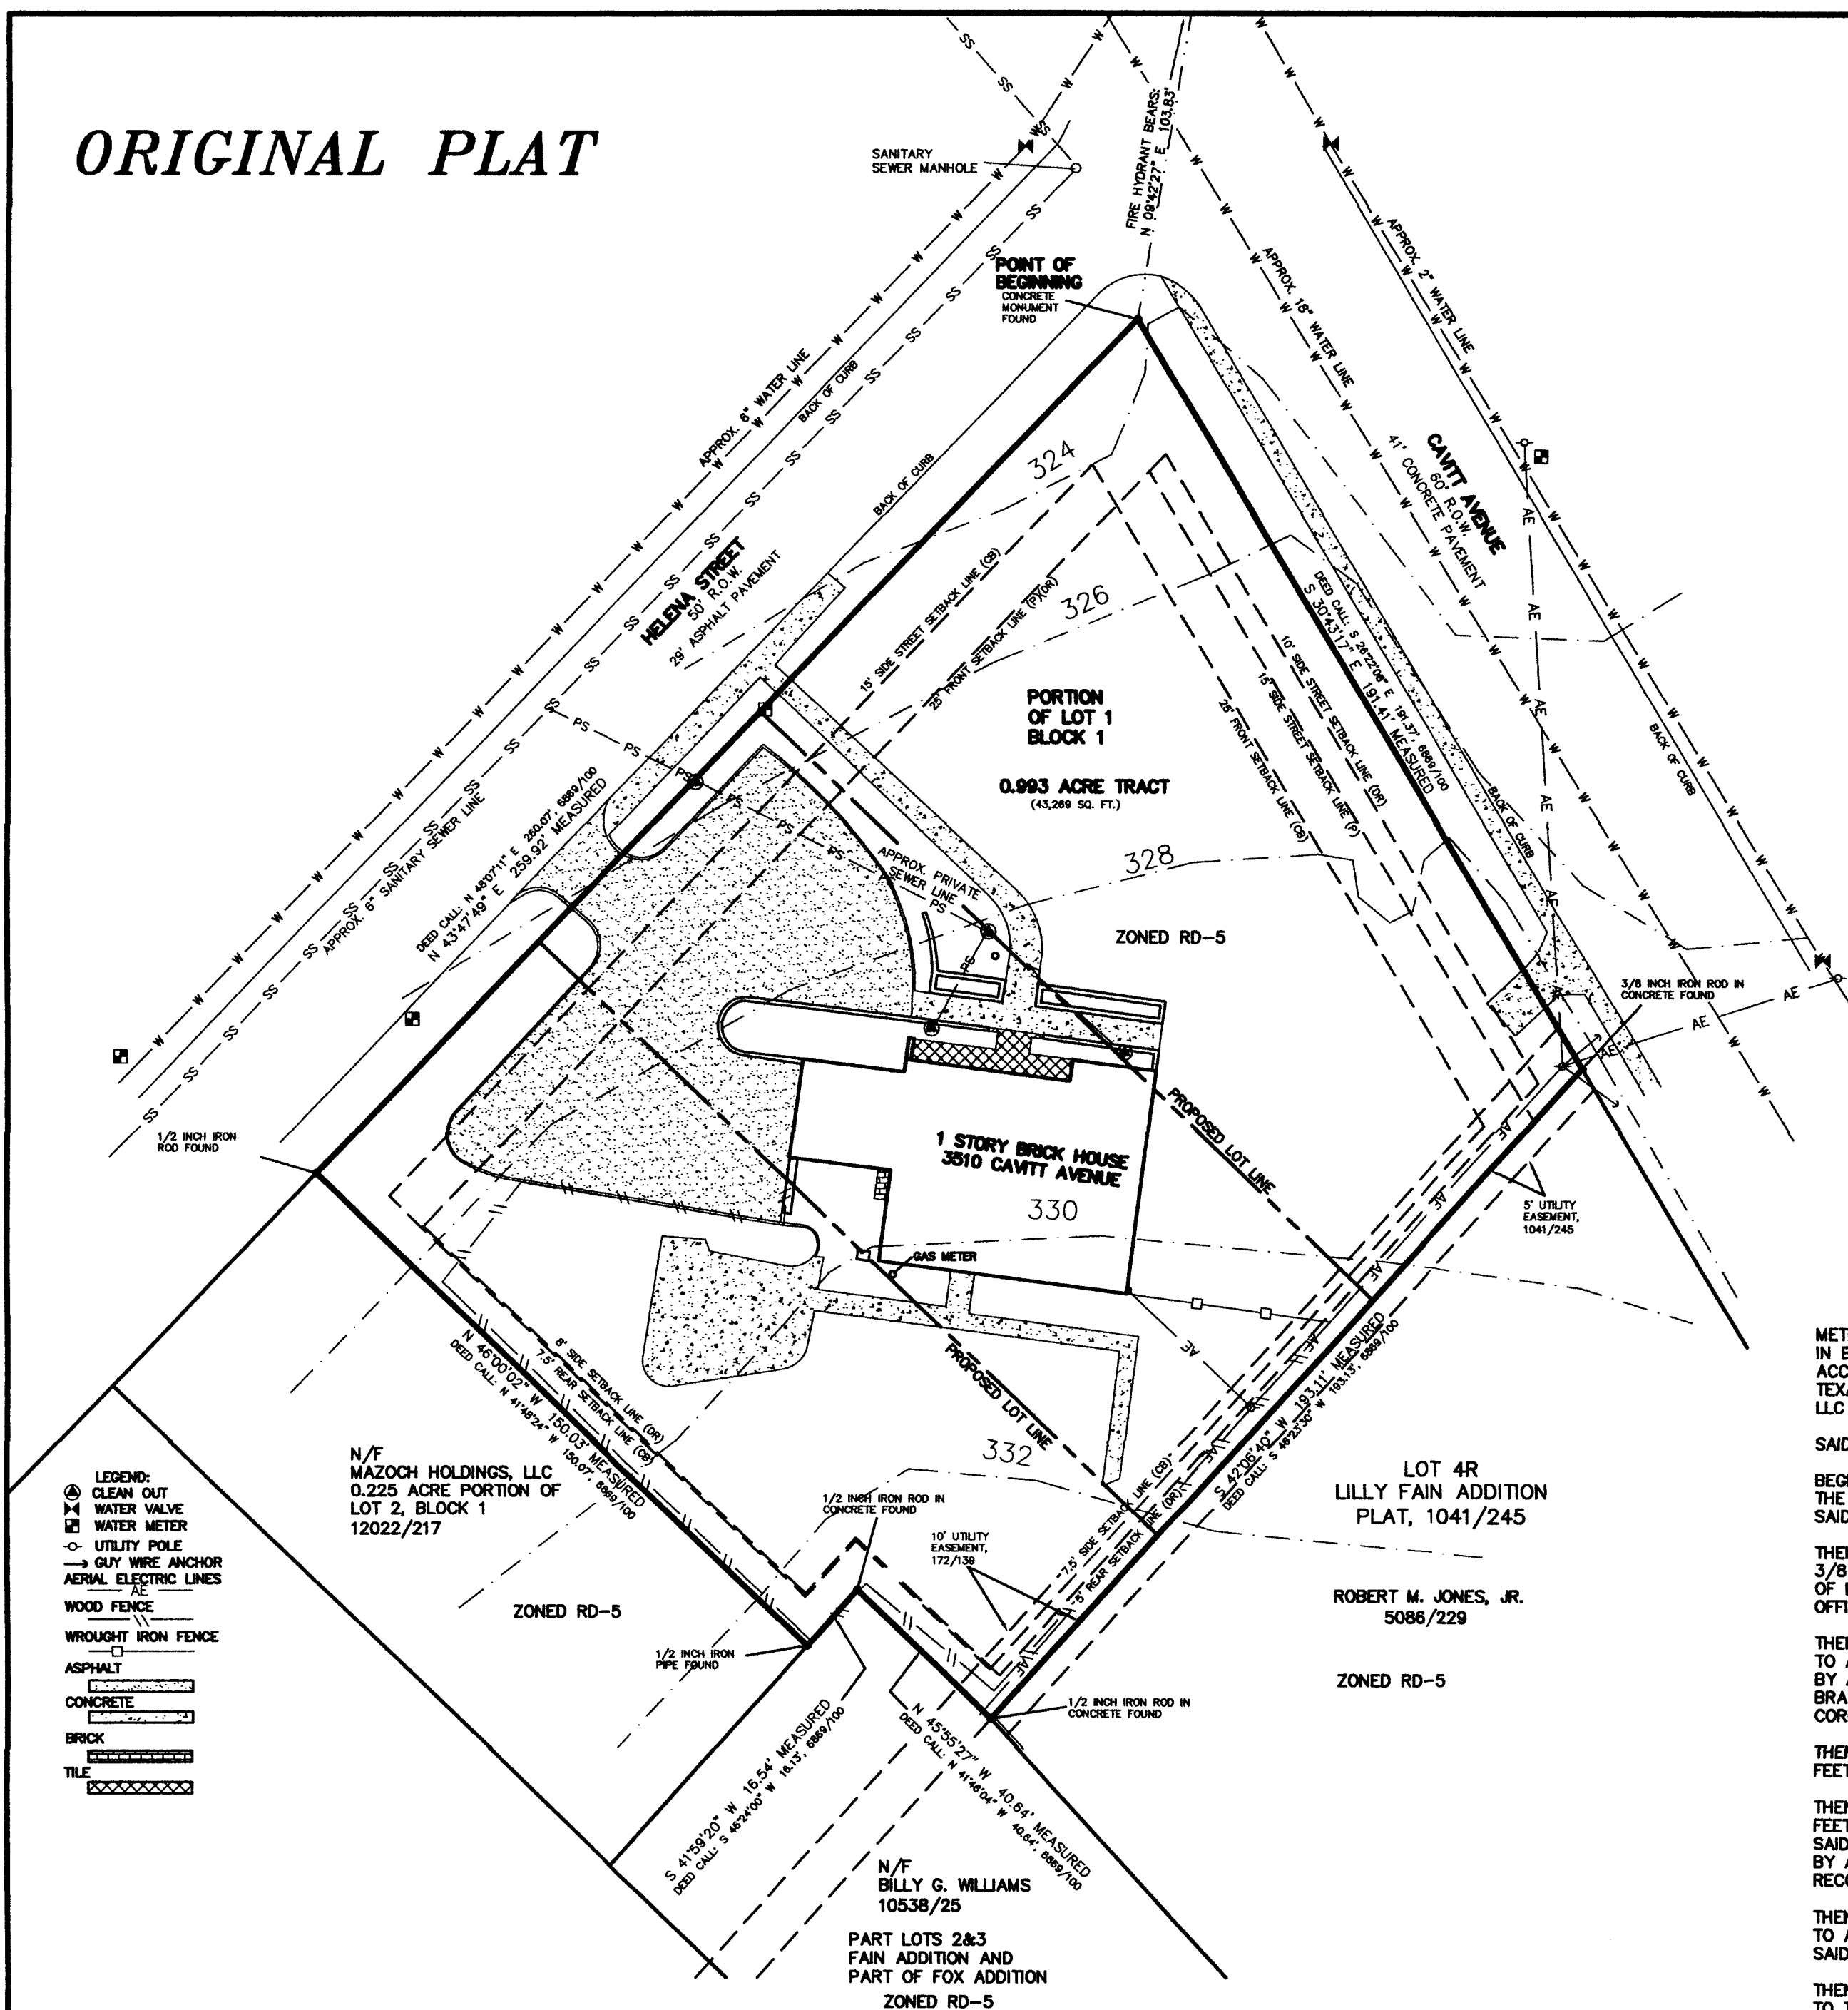 ORIGINAL PLAT
SANITARY
SEWER MANHOLE
FIRE HYDRANT BEARS:
N 09°42'27" E 103.83'
POINT OF
BEGINNING
CONCRETE
MONUMENT
FOUND
APPROX. 2" WATER LINE
APPROX. 18" WATER LINE
APPROX. 6" WATER LINE
BACK OF CURB
BACK OF CURB
CAVITT AVENUE
60' R.O.W.
41' CONCRETE PAVEMENT
HELENA STREET
50' R.O.W.
29' ASPHALT PAVEMENT
324
326
15' SIDE STREET SETBACK LINE (CB)
25' FRONT SETBACK LINE (P)(DR)
DEED CALL: S 26°22'06" E 191.37', 6869/100
S 30°43'17" E 191.41' MEASURED
10' SIDE STREET SETBACK LINE (DR)
15' SIDE STREET SETBACK LINE (P)
25' FRONT SETBACK LINE (CB)
BACK OF CURB
BACK OF CURB
PORTION
OF LOT 1
BLOCK 1
0.993 ACRE TRACT
(43,269 SQ. FT.)
328
ZONED RD-5
APPROX. PRIVATE
SEWER LINE
APPROX. 6" SANITARY SEWER LINE
DEED CALL: N 48°07'11" E 260.07', 6869/100
N 43°47'49" E 259.92' MEASURED
3/8 INCH IRON ROD IN
CONCRETE FOUND
1/2 INCH IRON
ROD FOUND
1 STORY BRICK HOUSE
3510 CAVITT AVENUE
330
PROPOSED LOT LINE
5' UTILITY
EASEMENT,
1041/245
GAS METER
PROPOSED LOT LINE
8' SIDE SETBACK LINE (DR)
7.5' REAR SETBACK LINE (CB)
N 46°00'02" W 150.03' MEASURED
DEED CALL: N 41°48'24" W 150.07', 6869/100
332
S 42°06'40" W 193.11' MEASURED
DEED CALL: S 46°23'30" W 193.13', 6869/100
7.5' SIDE SETBACK LINE (CB)
5' REAR SETBACK LINE (DR)
N/F
MAZOCH HOLDINGS, LLC
0.225 ACRE PORTION OF
LOT 2, BLOCK 1
12022/217
ZONED RD-5
1/2 INCH IRON ROD IN
CONCRETE FOUND
10' UTILITY
EASEMENT,
172/139
LOT 4R
LILLY FAIN ADDITION
PLAT, 1041/245
ROBERT M. JONES, JR.
5086/229
ZONED RD-5
1/2 INCH IRON
PIPE FOUND
1/2 INCH IRON ROD IN
CONCRETE FOUND
S 41°59'20" W 16.54' MEASURED
DEED CALL: S 46°24'00" W 16.13', 6869/100
N 45°55'27" W 40.64' MEASURED
DEED CALL: N 41°46'04" W 40.64', 6869/100
N/F
BILLY G. WILLIAMS
10538/25
PART LOTS 2&3
FAIN ADDITION AND
PART OF FOX ADDITION
ZONED RD-5
LEGEND:
CLEAN OUT
WATER VALVE
WATER METER
UTILITY POLE
GUY WIRE ANCHOR
AERIAL ELECTRIC LINES
AE
WOOD FENCE
WROUGHT IRON FENCE
ASPHALT
CONCRETE
BRICK
TILE
LLC
FEET
FEET
BY A
TO A